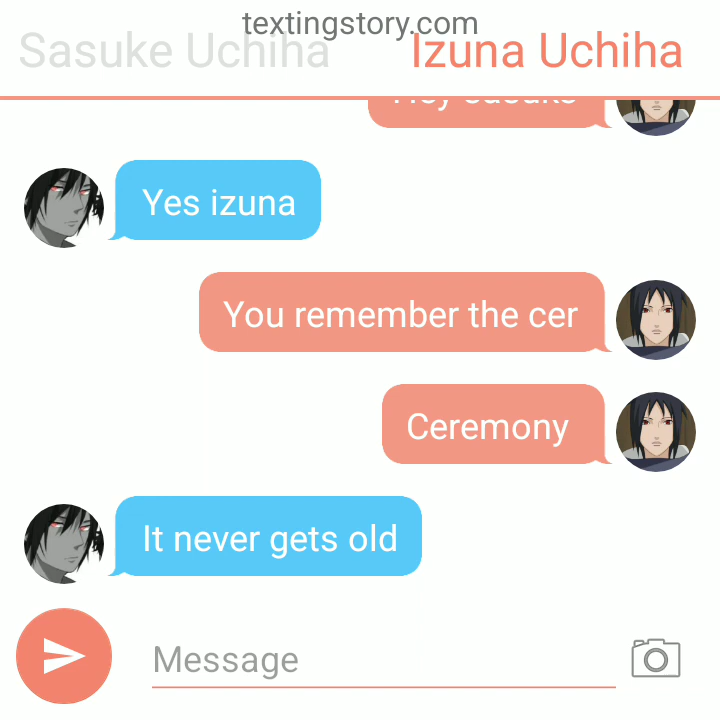 textingstory.com
Sasuke Uchiha Izuna Uchiha
Yes izuna
You remember the cer
Ceremony
It never gets old
Message